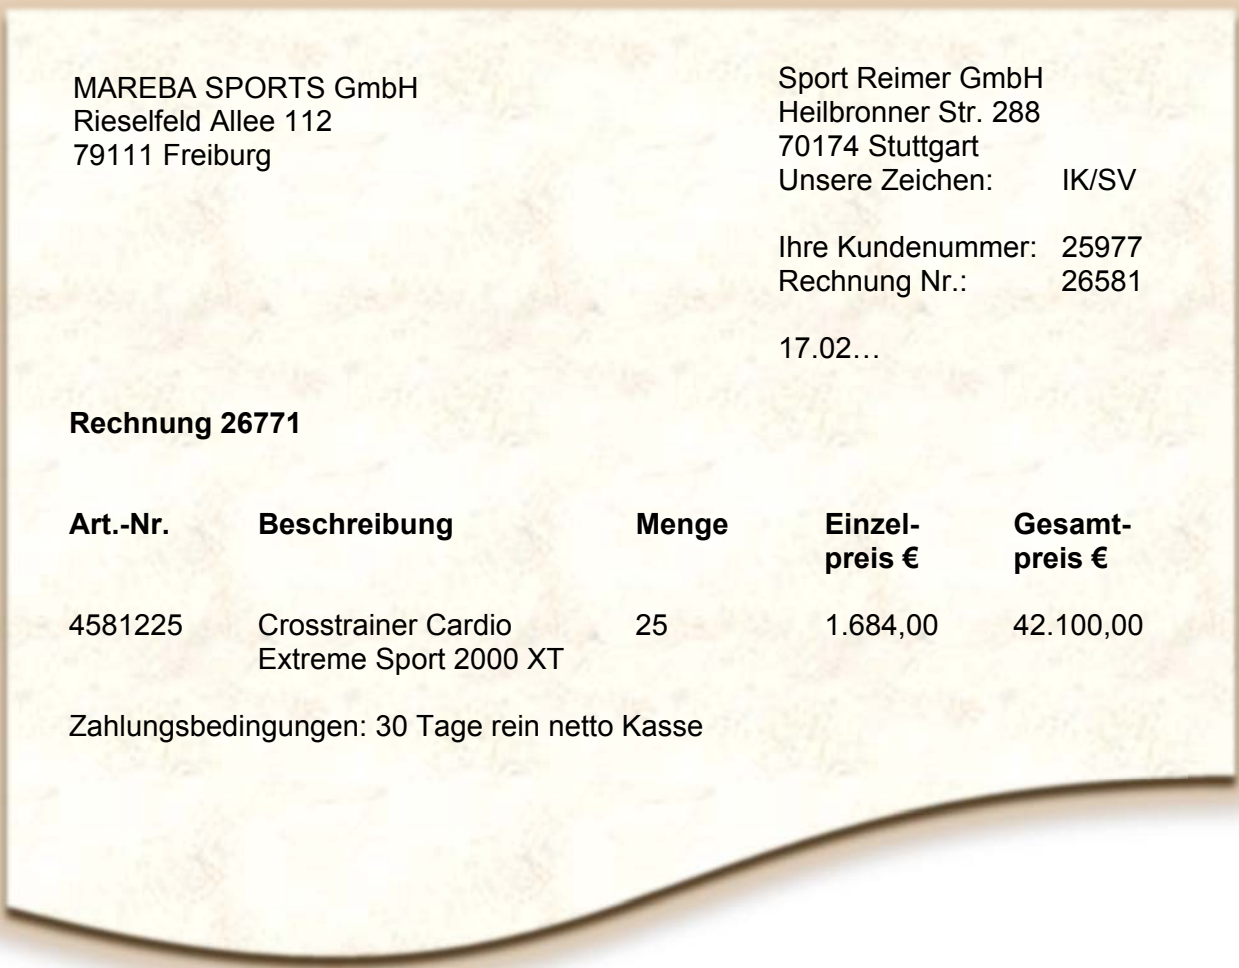 MAREBA SPORTS GmbH
Rieselfeld Allee 112
79111 Freiburg
Sport Reimer GmbH
Heilbronner Str. 288
70174 Stuttgart
Unsere Zeichen: IK/SV
Ihre Kundenummer: 25977
Rechnung Nr.: 26581
17.02…
Rechnung 26771
Art.-Nr. Beschreibung Menge Einzel- Gesamt-
preis € preis €
4581225 Crosstrainer Cardio 25 1.684,00 42.100,00
Extreme Sport 2000 XT
Zahlungsbedingungen: 30 Tage rein netto Kasse